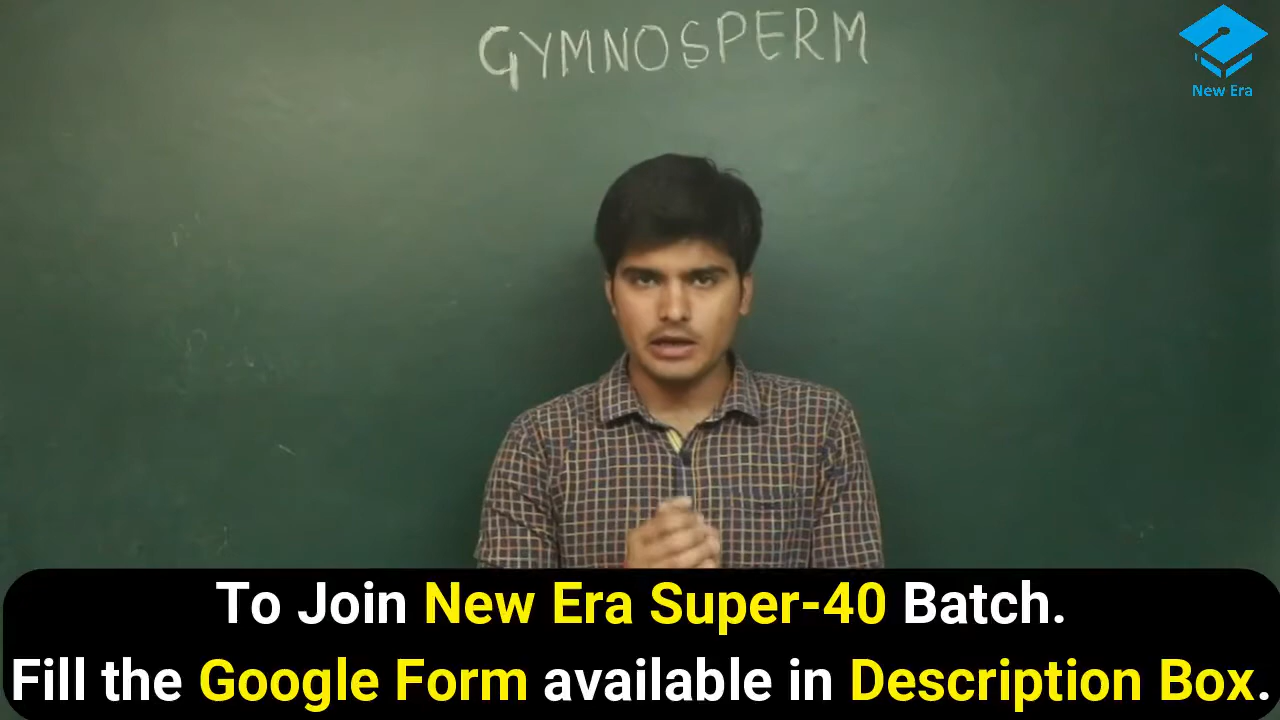 GYMNOSPERM
New Era
To Join New Era Super-40 Batch.
Fill the Google Form available in Description Box.